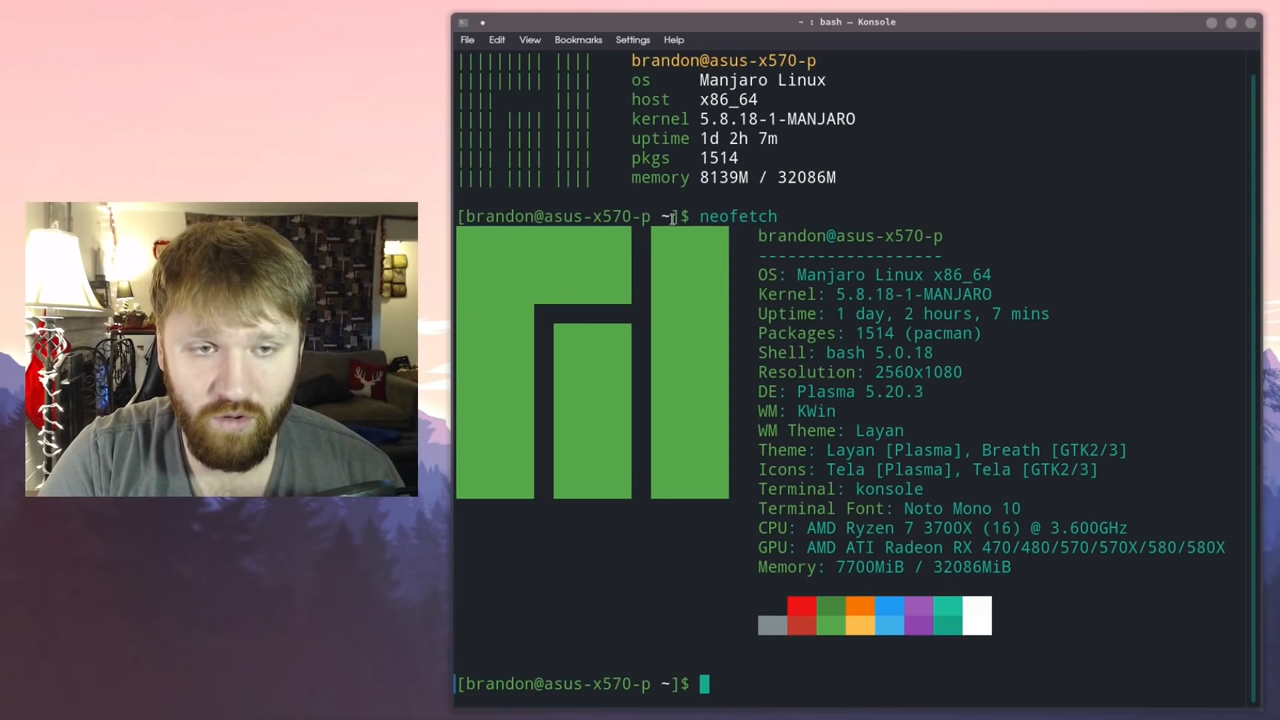 ~ : bash — Konsole
File Edit View Bookmarks Settings Help
brandon@asus-x570-p
os Manjaro Linux
host x86_64
kernel 5.8.18-1-MANJARO
uptime 1d 2h 7m
pkgs 1514
memory 8139M / 32086M
[brandon@asus-x570-p ~]$ neofetch
brandon@asus-x570-p
-------------------
OS: Manjaro Linux x86_64
Kernel: 5.8.18-1-MANJARO
Uptime: 1 day, 2 hours, 7 mins
Packages: 1514 (pacman)
Shell: bash 5.0.18
Resolution: 2560x1080
DE: Plasma 5.20.3
WM: KWin
WM Theme: Layan
Theme: Layan [Plasma], Breath [GTK2/3]
Icons: Tela [Plasma], Tela [GTK2/3]
Terminal: konsole
Terminal Font: Noto Mono 10
CPU: AMD Ryzen 7 3700X (16) @ 3.600GHz
GPU: AMD ATI Radeon RX 470/480/570/570X/580/580X
Memory: 7700MiB / 32086MiB
[brandon@asus-x570-p ~]$